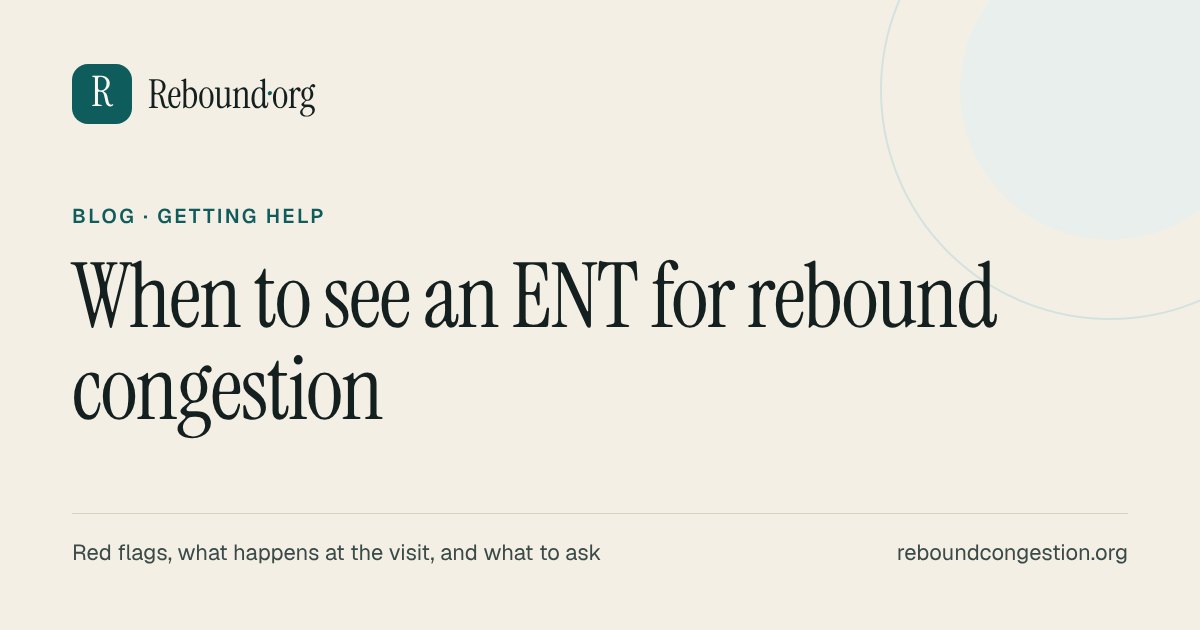 R
Rebound·org
BLOG · GETTING HELP
When to see an ENT for rebound
congestion
Red flags, what happens at the visit, and what to ask
reboundcongestion.org